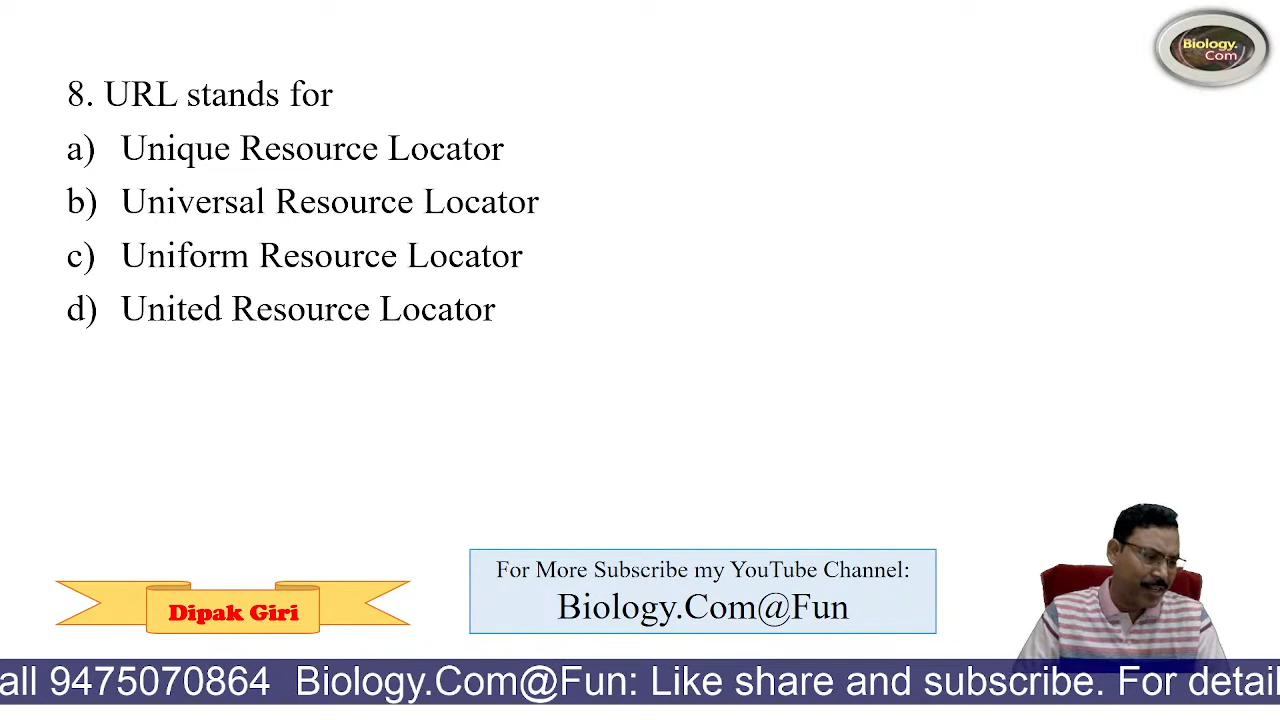 Biology.
Com
8. URL stands for
a) Unique Resource Locator
b) Universal Resource Locator
c) Uniform Resource Locator
d) United Resource Locator
For More Subscribe my YouTube Channel:
Biology.Com@Fun
Dipak Giri
all 9475070864 Biology.Com@Fun: Like share and subscribe. For detail